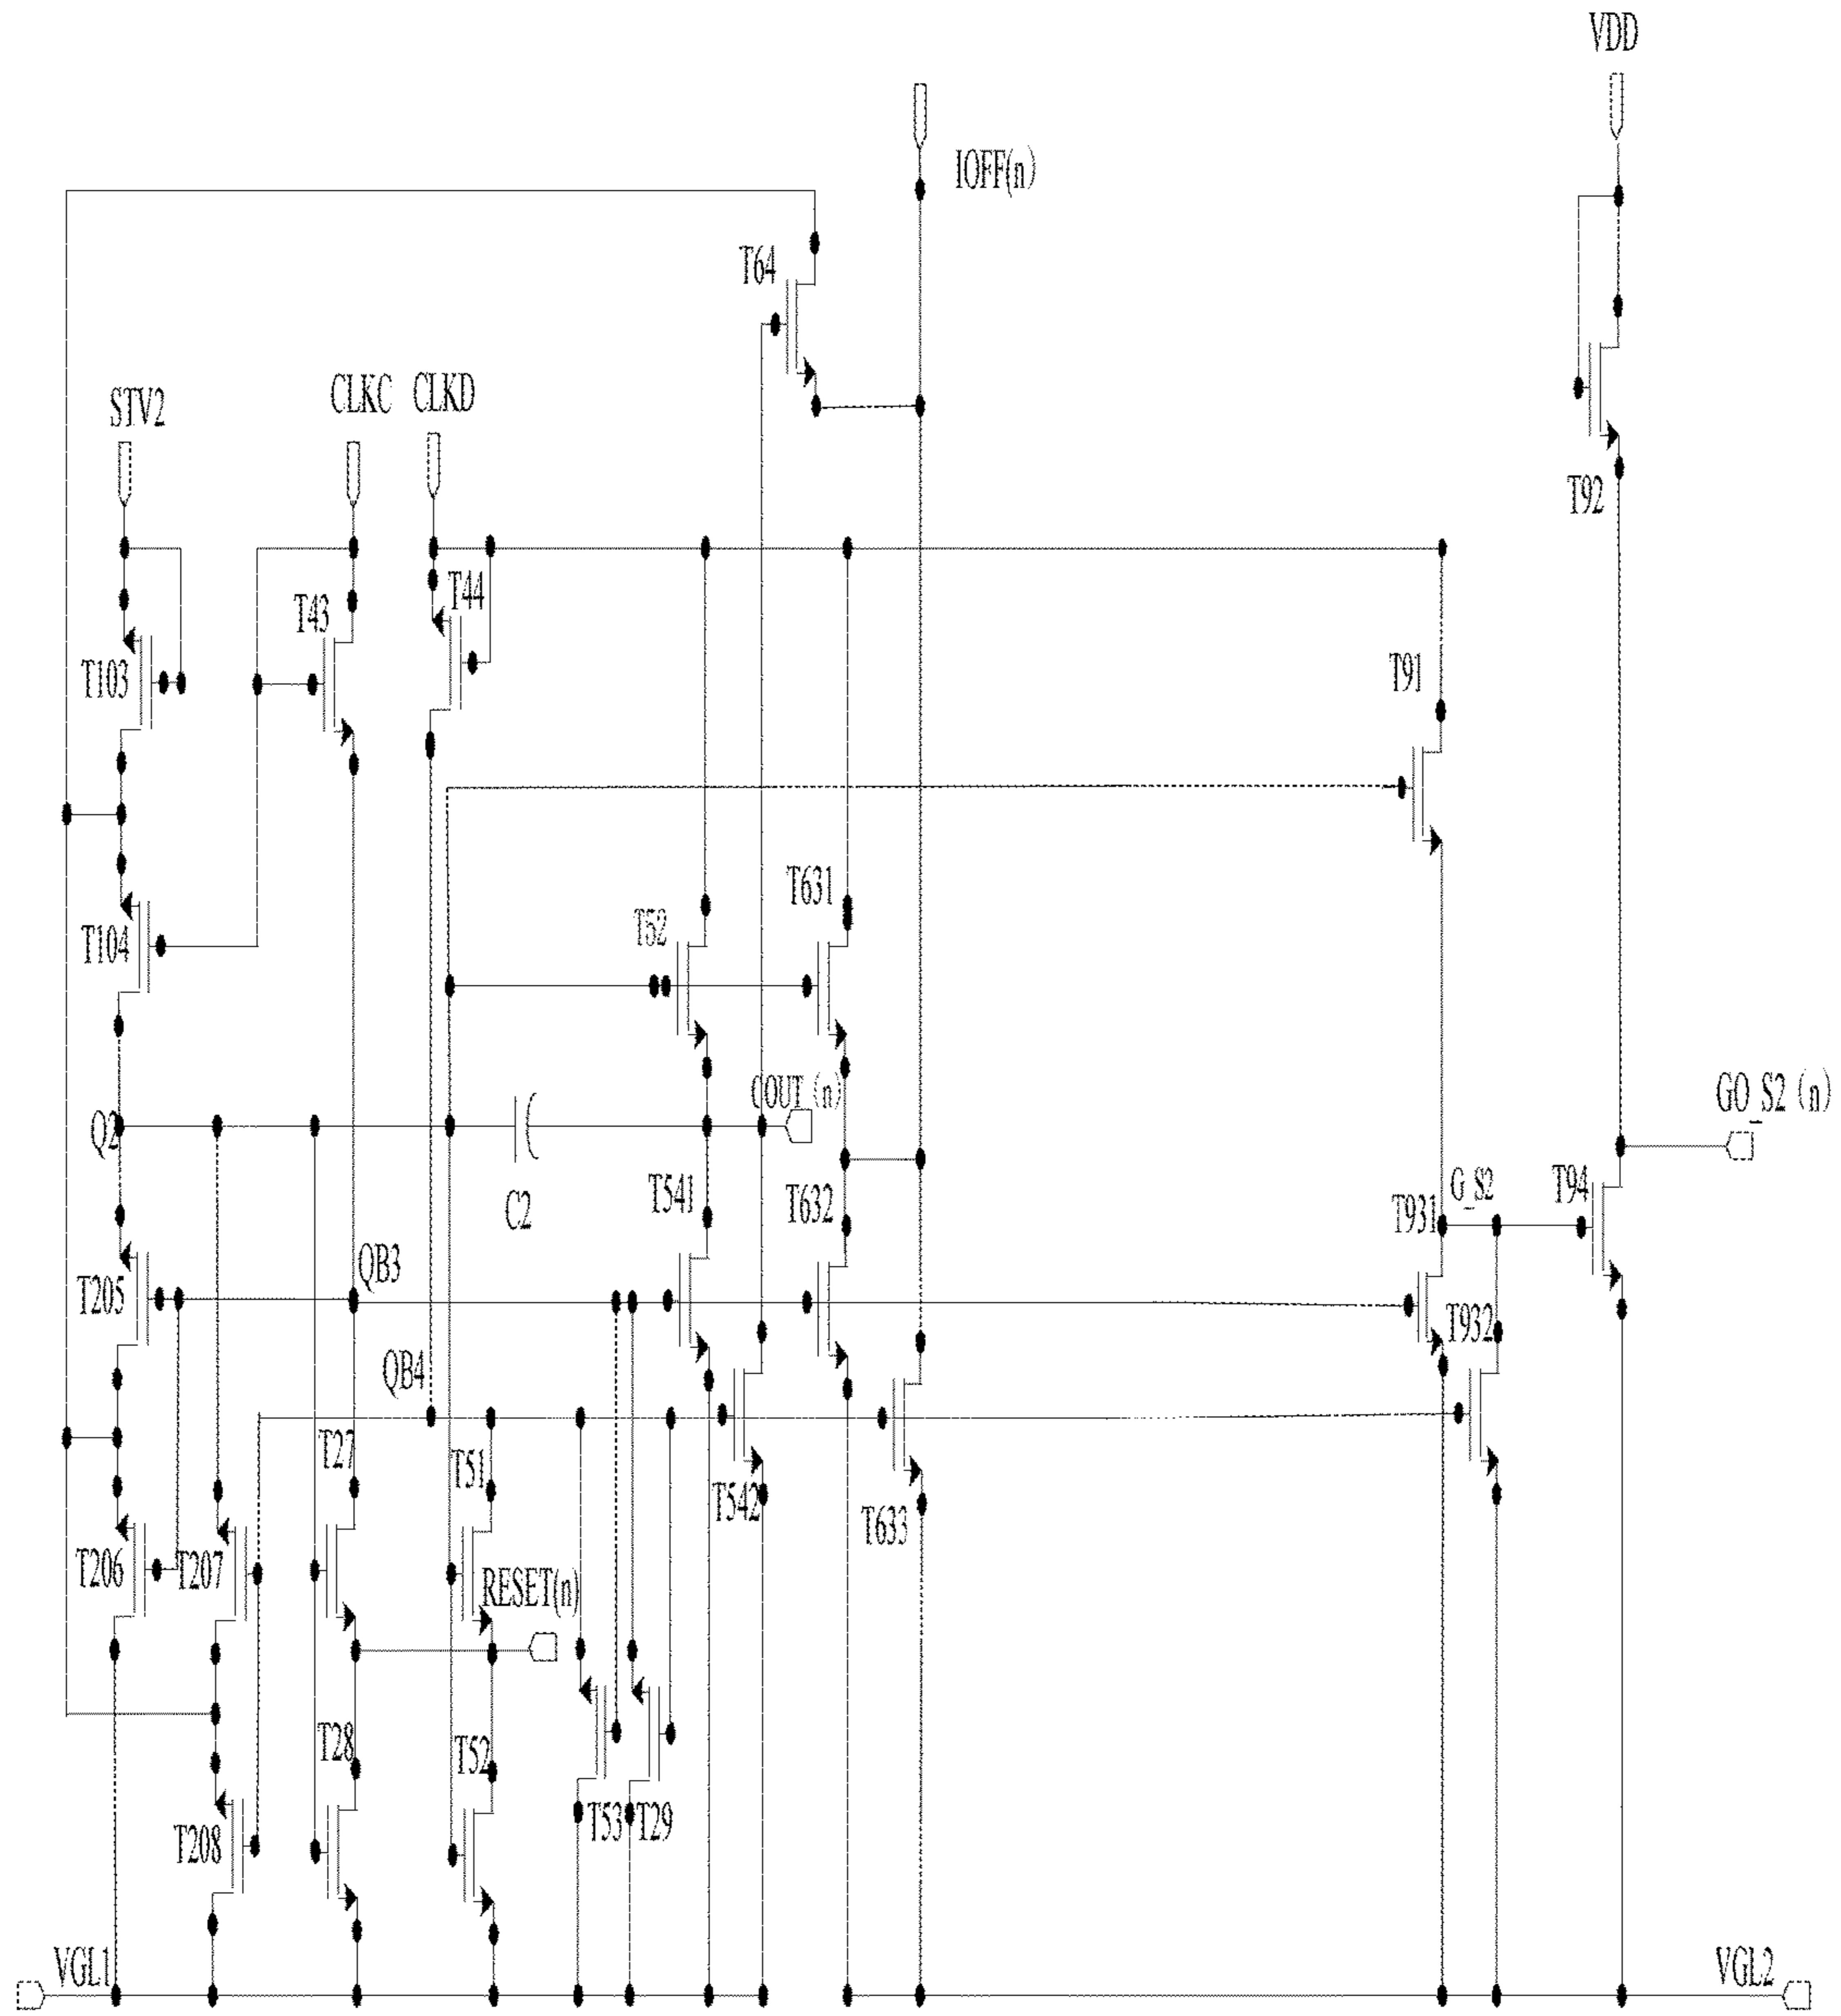 VDD
IOFF(n)
T64
STV2
CLKC
CLKD
T92
T43
T44
T103
T91
T631
T52
T104
COUT_(n)
GO_S2 (n)
Q2
C2
T541
T632
T931
G_S2
T94
T205
QB3
T932
QB4
T27
T51
T542
T633
T206
T207
RESET(n)
T28
T52
T53
T29
T208
VGL1
VGL2